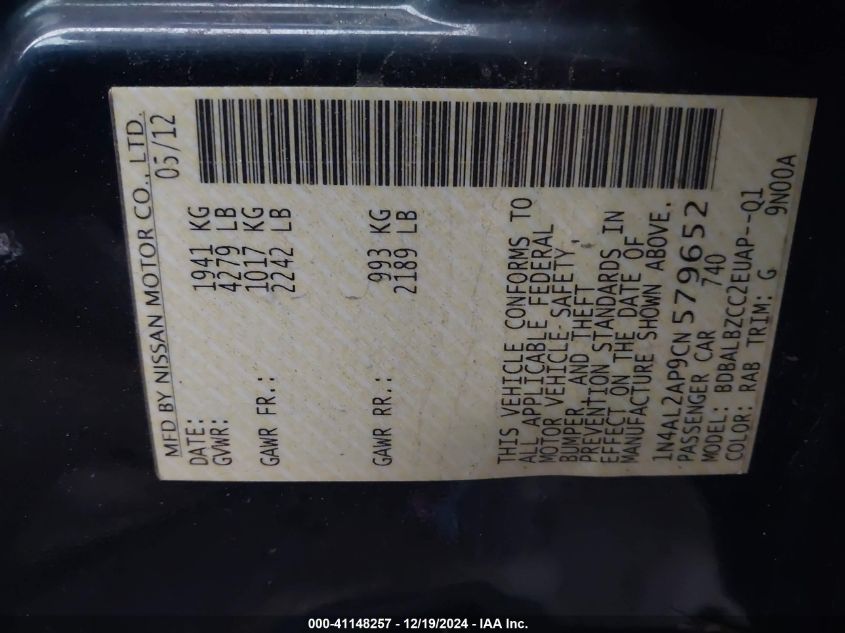 MFD BY NISSAN MOTOR CO., LTD.
DATE: 05/12
GVWR: 1941 KG
4279 LB
GAWR FR.: 1017 KG
2242 LB
GAWR RR.: 993 KG
2189 LB
THIS VEHICLE CONFORMS TO
ALL APPLICABLE FEDERAL
MOTOR VEHICLE SAFETY,
BUMPER, AND THEFT
PREVENTION STANDARDS IN
EFFECT ON THE DATE OF
MANUFACTURE SHOWN ABOVE.
1N4AL2AP9CN579652
PASSENGER CAR 740
MODEL: BDBALBZCC2EUAP--Q1
COLOR: RAB TRIM: G 9N00A
000-41148257 - 12/19/2024 - IAA Inc.